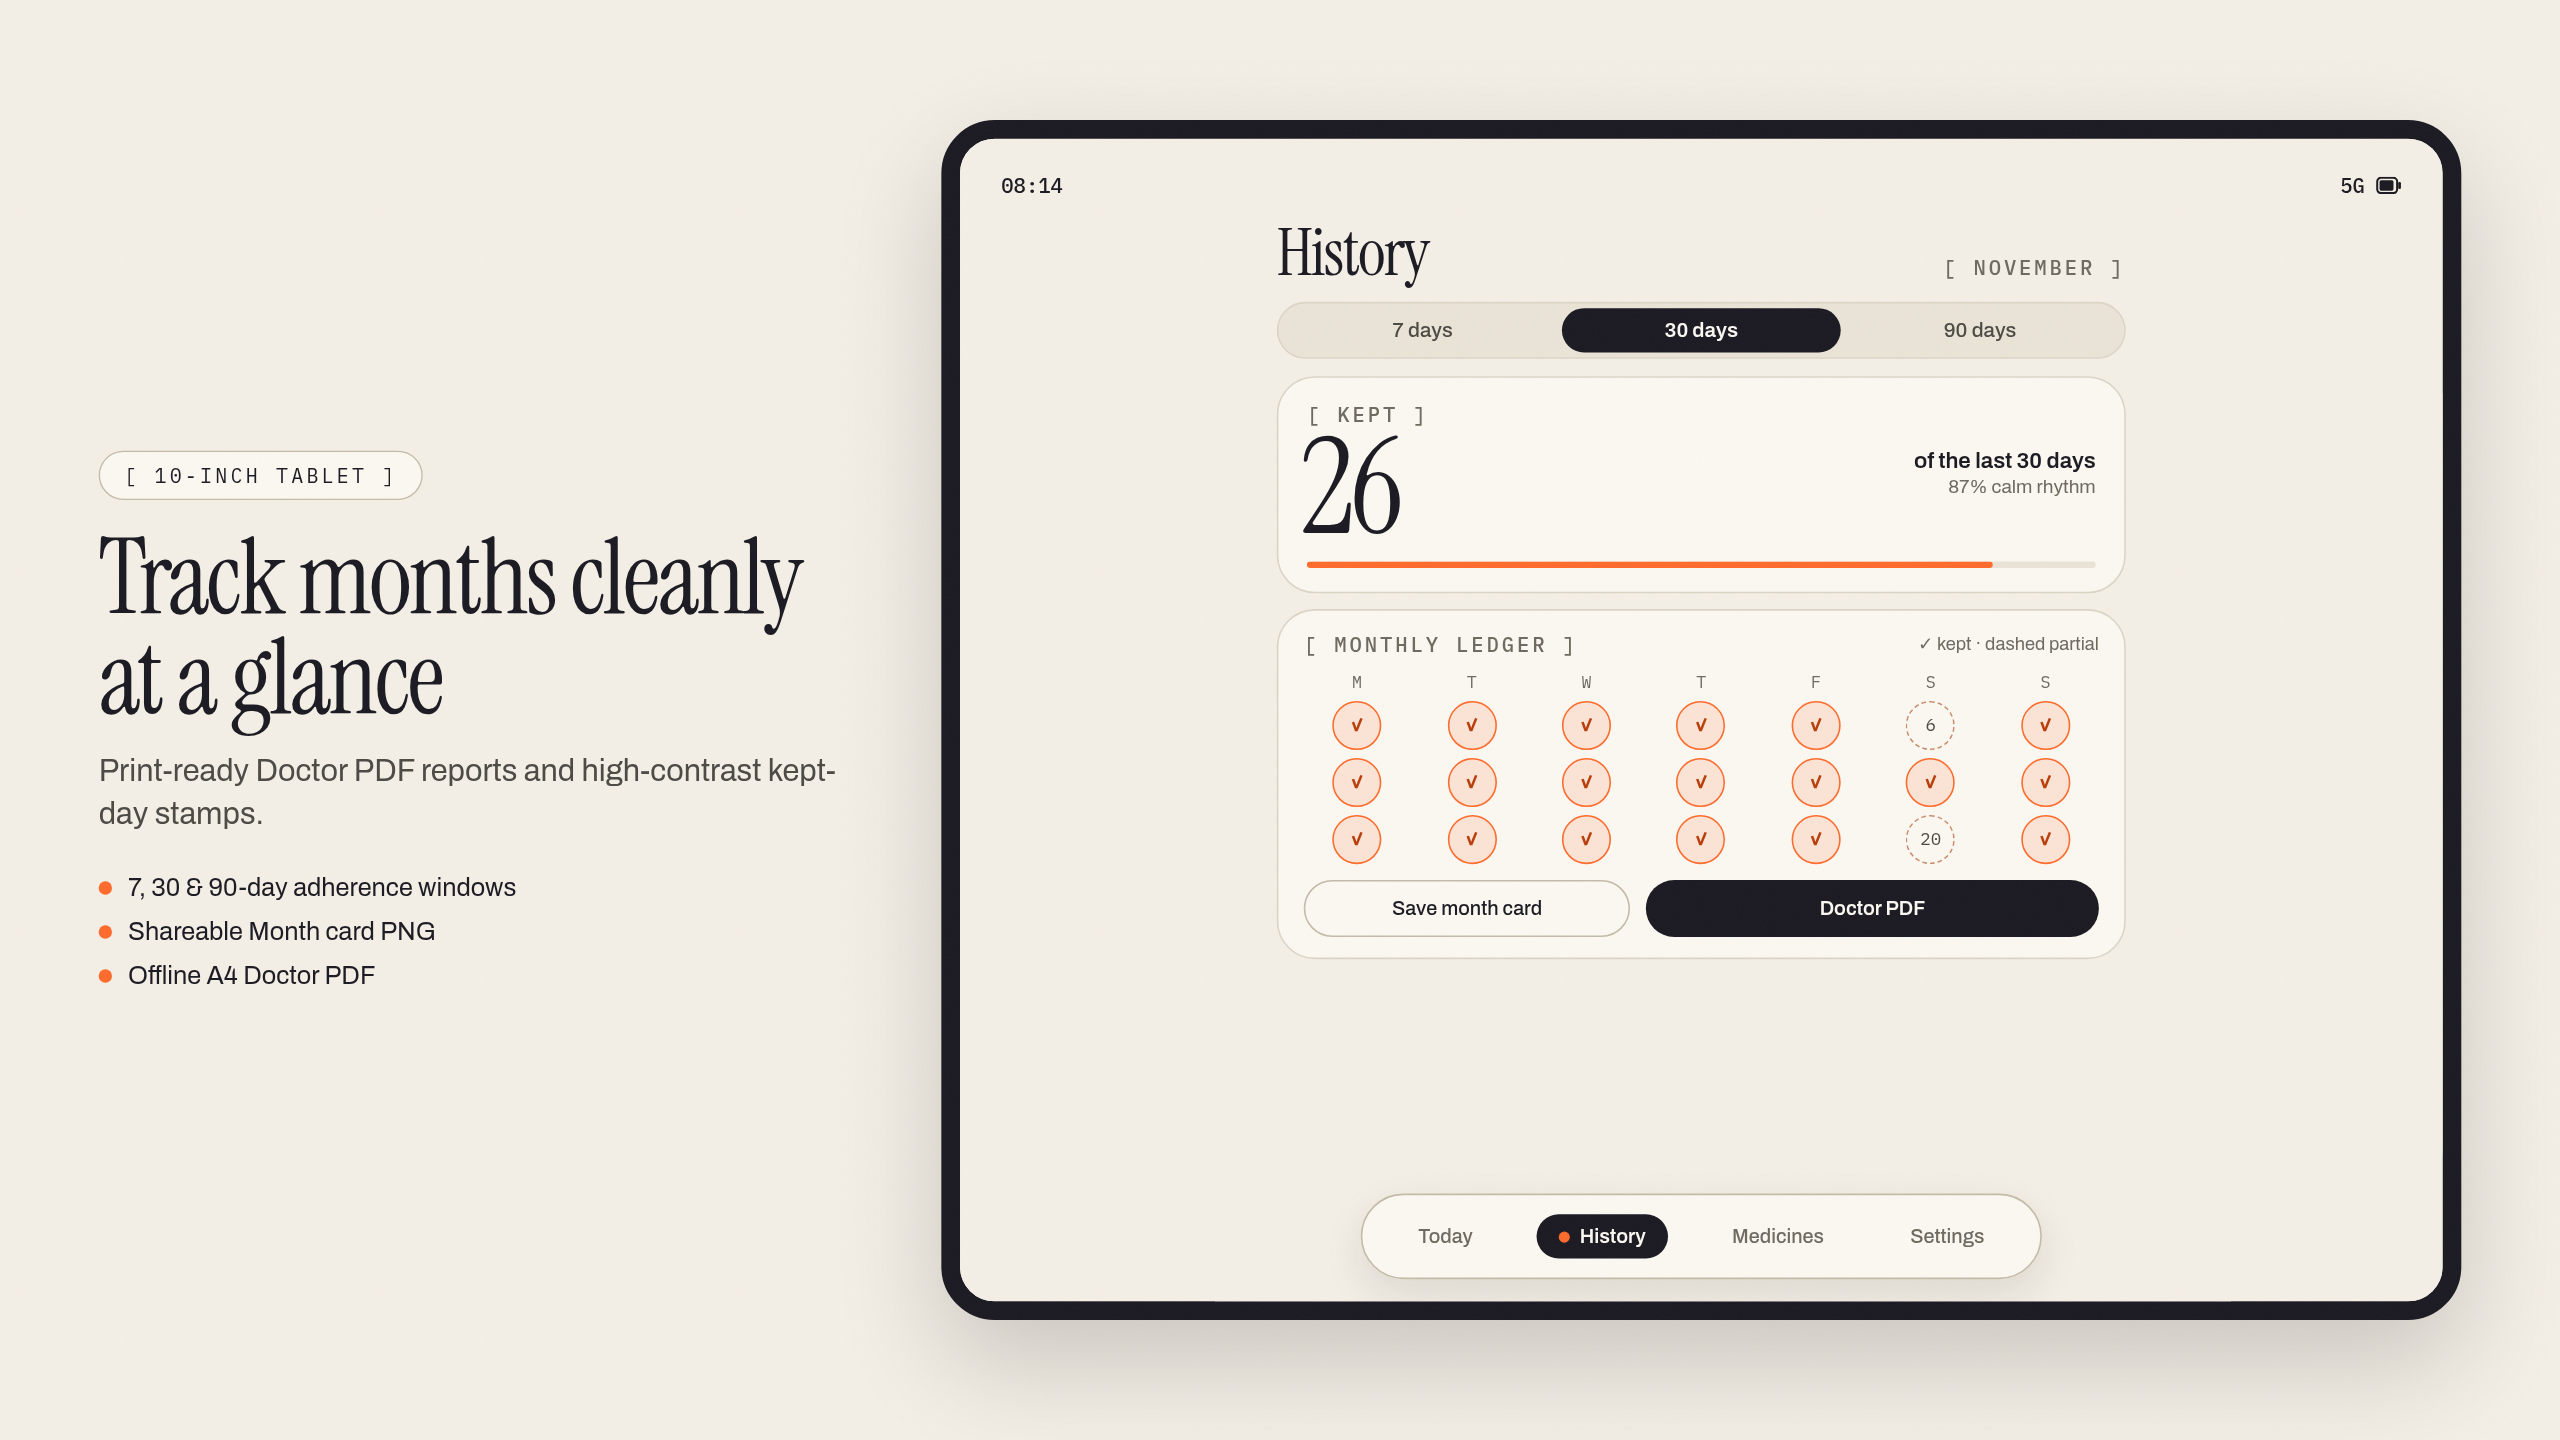 [ 10-INCH TABLET ]
Track months cleanly
at a glance
Print-ready Doctor PDF reports and high-contrast kept-
day stamps.
7, 30 & 90-day adherence windows
Shareable Month card PNG
Offline A4 Doctor PDF
08:14
5G
History
[ NOVEMBER ]
7 days
30 days
90 days
[ KEPT ]
26
of the last 30 days
87% calm rhythm
[ MONTHLY LEDGER ]
✓ kept · dashed partial
M T W T F S S
✓ ✓ ✓ ✓ ✓ 6 ✓
✓ ✓ ✓ ✓ ✓ ✓ ✓
✓ ✓ ✓ ✓ ✓ 20 ✓
Save month card
Doctor PDF
Today
History
Medicines
Settings